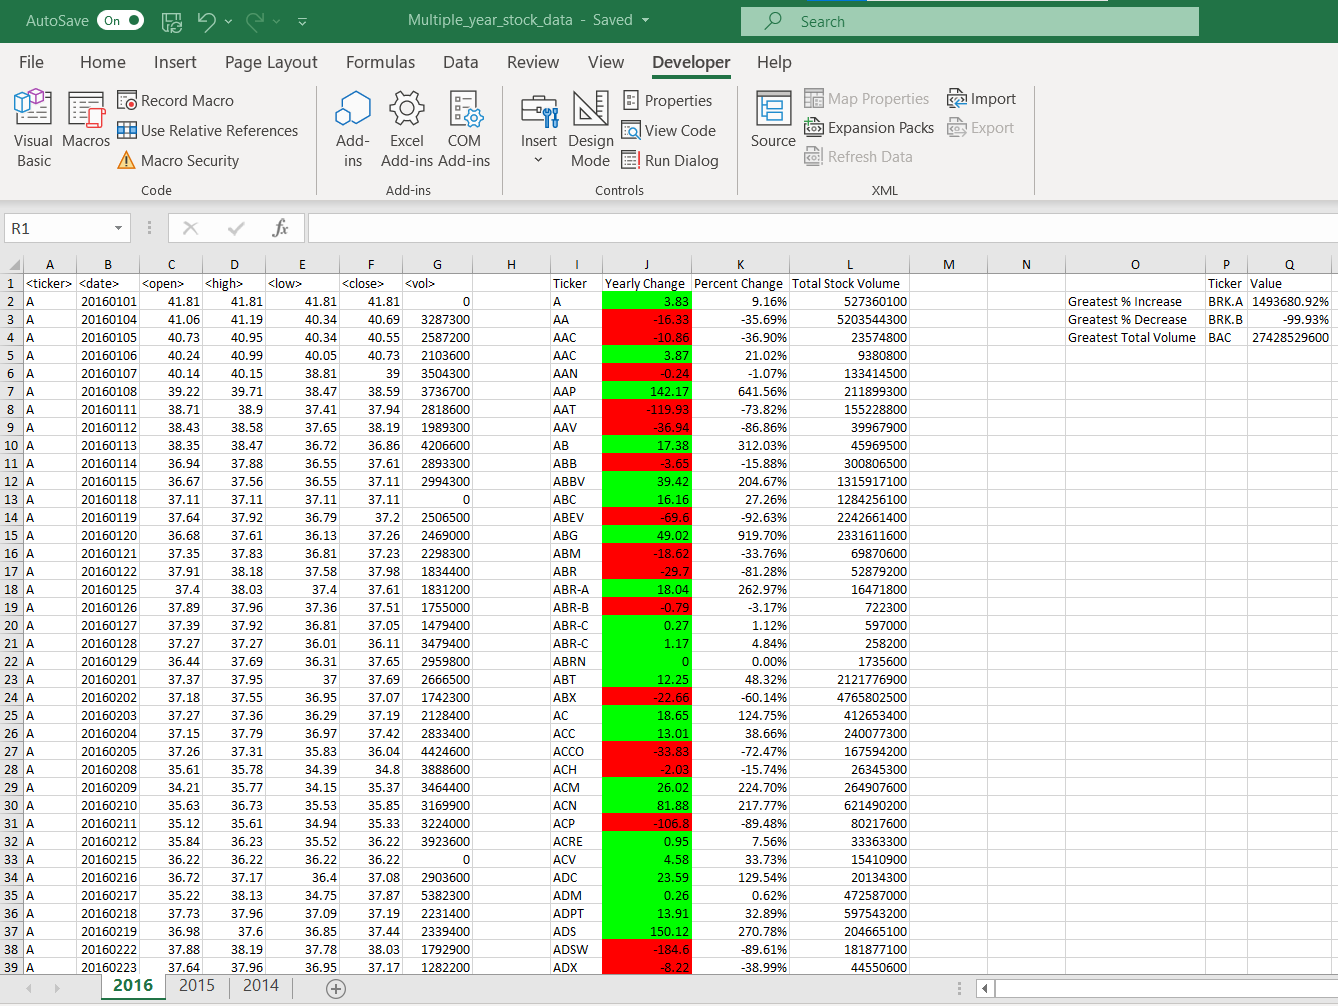 AutoSave On Multiple_year_stock_data - Saved Search
File Home Insert Page Layout Formulas Data Review View Developer Help
Visual Basic
Macros
Record Macro
Use Relative References
Macro Security
Code
Add-ins
Excel Add-ins
COM Add-ins
Add-ins
Insert
Design Mode
Properties
View Code
Run Dialog
Controls
Source
Map Properties
Expansion Packs
Refresh Data
Import
Export
XML
R1 fx
A B C D E F G H I J K L M N O P Q
1 <ticker> <date> <open> <high> <low> <close> <vol> Ticker Yearly Change Percent Change Total Stock Volume Ticker Value
2 A 20160101 41.81 41.81 41.81 41.81 0 A 3.83 9.16% 527360100 Greatest % Increase BRK.A 1493680.92%
3 A 20160104 41.06 41.19 40.34 40.69 3287300 AA -16.33 -35.69% 5203544300 Greatest % Decrease BRK.B -99.93%
4 A 20160105 40.73 40.95 40.34 40.55 2587200 AAC -10.86 -36.90% 23574800 Greatest Total Volume BAC 27428529600
5 A 20160106 40.24 40.99 40.05 40.73 2103600 AAC 3.87 21.02% 9380800
6 A 20160107 40.14 40.15 38.81 39 3504300 AAN -0.24 -1.07% 133414500
7 A 20160108 39.22 39.71 38.47 38.59 3736700 AAP 142.17 641.56% 211899300
8 A 20160111 38.71 38.9 37.41 37.94 2818600 AAT -119.93 -73.82% 155228800
9 A 20160112 38.43 38.58 37.65 38.19 1989300 AAV -36.94 -86.86% 39967900
10 A 20160113 38.35 38.47 36.72 36.86 4206600 AB 17.38 312.03% 45969500
11 A 20160114 36.94 37.88 36.55 37.61 2893300 ABB -3.65 -15.88% 300806500
12 A 20160115 36.67 37.56 36.55 37.11 2994300 ABBV 39.42 204.67% 1315917100
13 A 20160118 37.11 37.11 37.11 37.11 0 ABC 16.16 27.26% 1284256100
14 A 20160119 37.64 37.92 36.79 37.2 2506500 ABEV -69.6 -92.63% 2242661400
15 A 20160120 36.68 37.61 36.13 37.26 2469000 ABG 49.02 919.70% 2331611600
16 A 20160121 37.35 37.83 36.81 37.23 2298300 ABM -18.62 -33.76% 69870600
17 A 20160122 37.91 38.18 37.58 37.98 1834400 ABR -29.7 -81.28% 52879200
18 A 20160125 37.4 38.03 37.4 37.61 1831200 ABR-A 18.04 262.97% 16471800
19 A 20160126 37.89 37.96 37.36 37.51 1755000 ABR-B -0.79 -3.17% 722300
20 A 20160127 37.39 37.92 36.81 37.05 1479400 ABR-C 0.27 1.12% 597000
21 A 20160128 37.27 37.27 36.01 36.11 3479400 ABR-C 1.17 4.84% 258200
22 A 20160129 36.44 37.69 36.31 37.65 2959800 ABRN 0 0.00% 1735600
23 A 20160201 37.37 37.95 37 37.69 2666500 ABT 12.25 48.32% 2121776900
24 A 20160202 37.18 37.55 36.95 37.07 1742300 ABX -22.66 -60.14% 4765802500
25 A 20160203 37.27 37.36 36.29 37.19 2128400 AC 18.65 124.75% 412653400
26 A 20160204 37.15 37.79 36.97 37.42 2833400 ACC 13.01 38.66% 240077300
27 A 20160205 37.26 37.31 35.83 36.04 4424600 ACCO -33.83 -72.47% 167594200
28 A 20160208 35.61 35.78 34.39 34.8 3888600 ACH -2.03 -15.74% 26345300
29 A 20160209 34.21 35.77 34.15 35.37 3464400 ACM 26.02 224.70% 264907600
30 A 20160210 35.63 36.73 35.53 35.85 3169900 ACN 81.88 217.77% 621490200
31 A 20160211 35.12 35.61 34.94 35.33 3224000 ACP -106.8 -89.48% 80217600
32 A 20160212 35.84 36.23 35.52 36.22 3923600 ACRE 0.95 7.56% 33363300
33 A 20160215 36.22 36.22 36.22 36.22 0 ACV 4.58 33.73% 15410900
34 A 20160216 36.72 37.17 36.4 37.08 2903600 ADC 23.59 129.54% 20134300
35 A 20160217 35.22 38.13 34.75 37.87 5382300 ADM 0.26 0.62% 472587000
36 A 20160218 37.73 37.96 37.09 37.19 2231400 ADPT 13.91 32.89% 597543200
37 A 20160219 36.98 37.6 36.85 37.44 2339400 ADS 150.12 270.78% 204665100
38 A 20160222 37.88 38.19 37.78 38.03 1792900 ADSW -184.6 -89.61% 181877100
39 A 20160223 37.64 37.96 36.95 37.17 1282200 ADX -8.22 -38.99% 44550600
2016 2015 2014